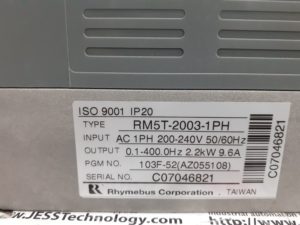 ISO 9001 IP20
TYPE RM5T-2003-1PH
INPUT AC 1PH 200-240V 50/60Hz
OUTPUT 0.1-400.0Hz 2.2kW 9.6A
PGM NO. 103F-52(AZ055108)
SERIAL NO. C07046821
Rhymebus Corporation. TAIWAN
C07046821
www.JESSTechnology.com